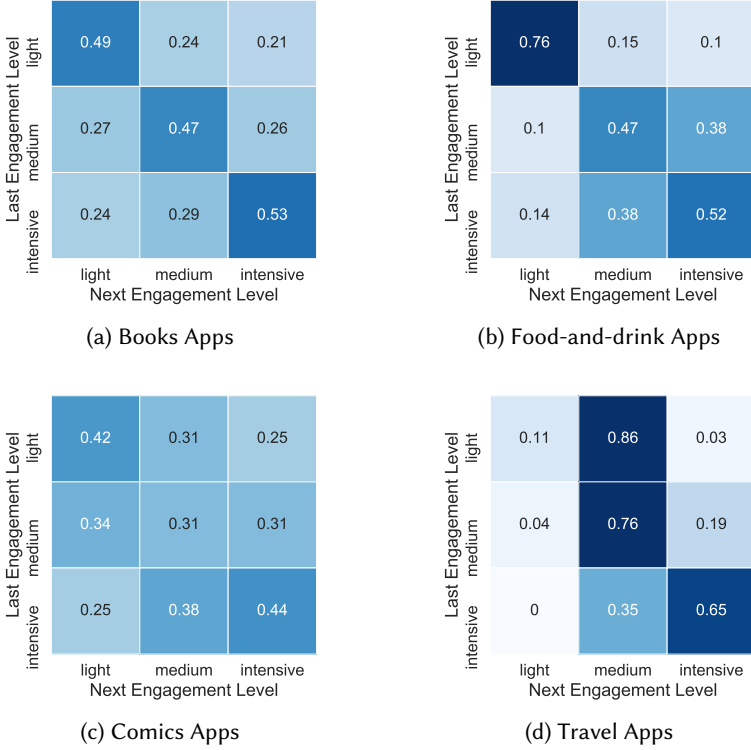 Last Engagement Level
light
medium
intensive
0.49 0.24 0.21
0.27 0.47 0.26
0.24 0.29 0.53
light medium intensive
Next Engagement Level
(a) Books Apps
Last Engagement Level
light
medium
intensive
0.76 0.15 0.1
0.1 0.47 0.38
0.14 0.38 0.52
light medium intensive
Next Engagement Level
(b) Food-and-drink Apps
Last Engagement Level
light
medium
intensive
0.42 0.31 0.25
0.34 0.31 0.31
0.25 0.38 0.44
light medium intensive
Next Engagement Level
(c) Comics Apps
Last Engagement Level
light
medium
intensive
0.11 0.86 0.03
0.04 0.76 0.19
0 0.35 0.65
light medium intensive
Next Engagement Level
(d) Travel Apps